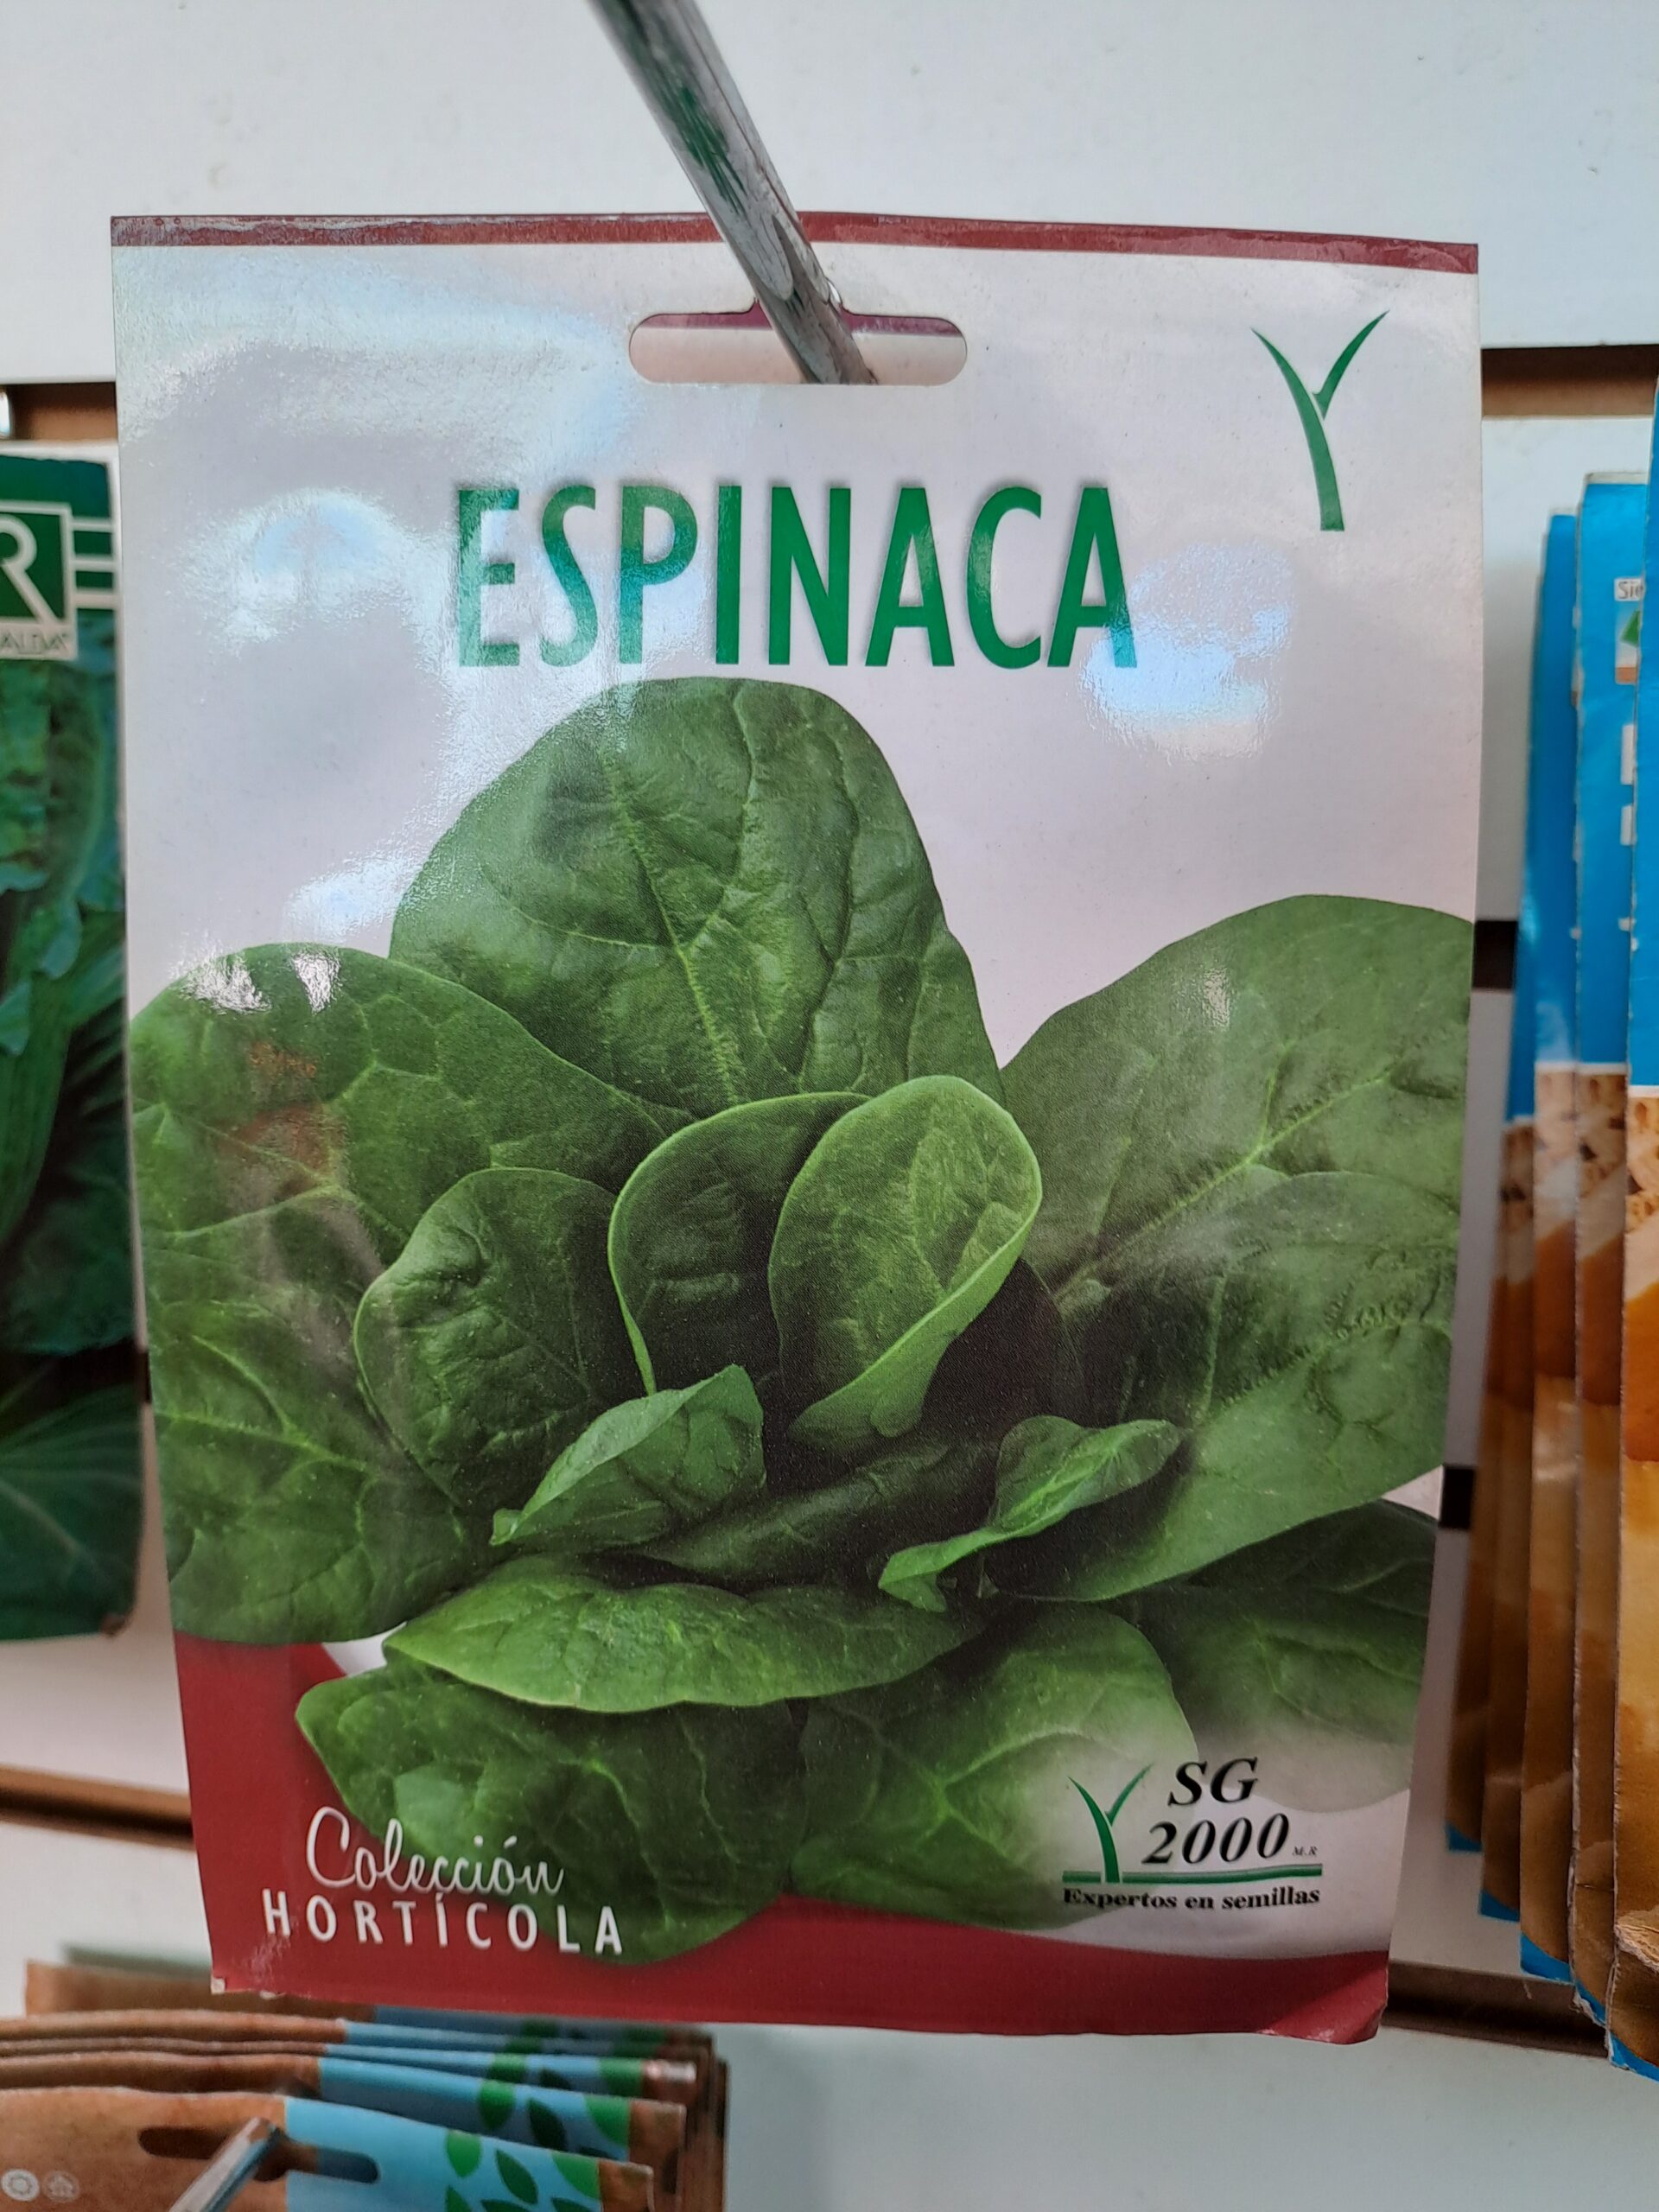 ESPINACA
Colección
HORTÍCOLA
SG
2000 M.R
Expertos en semillas